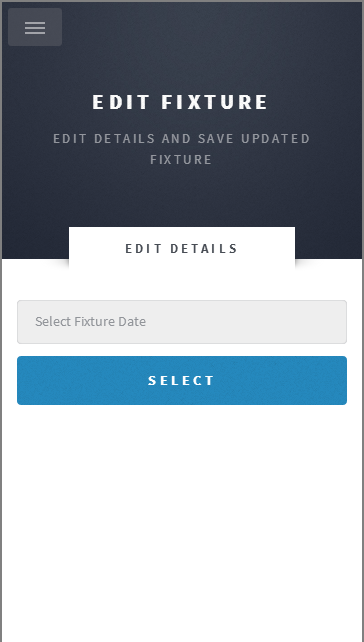 EDIT FIXTURE
EDIT DETAILS AND SAVE UPDATED
FIXTURE
EDIT DETAILS
Select Fixture Date
SELECT